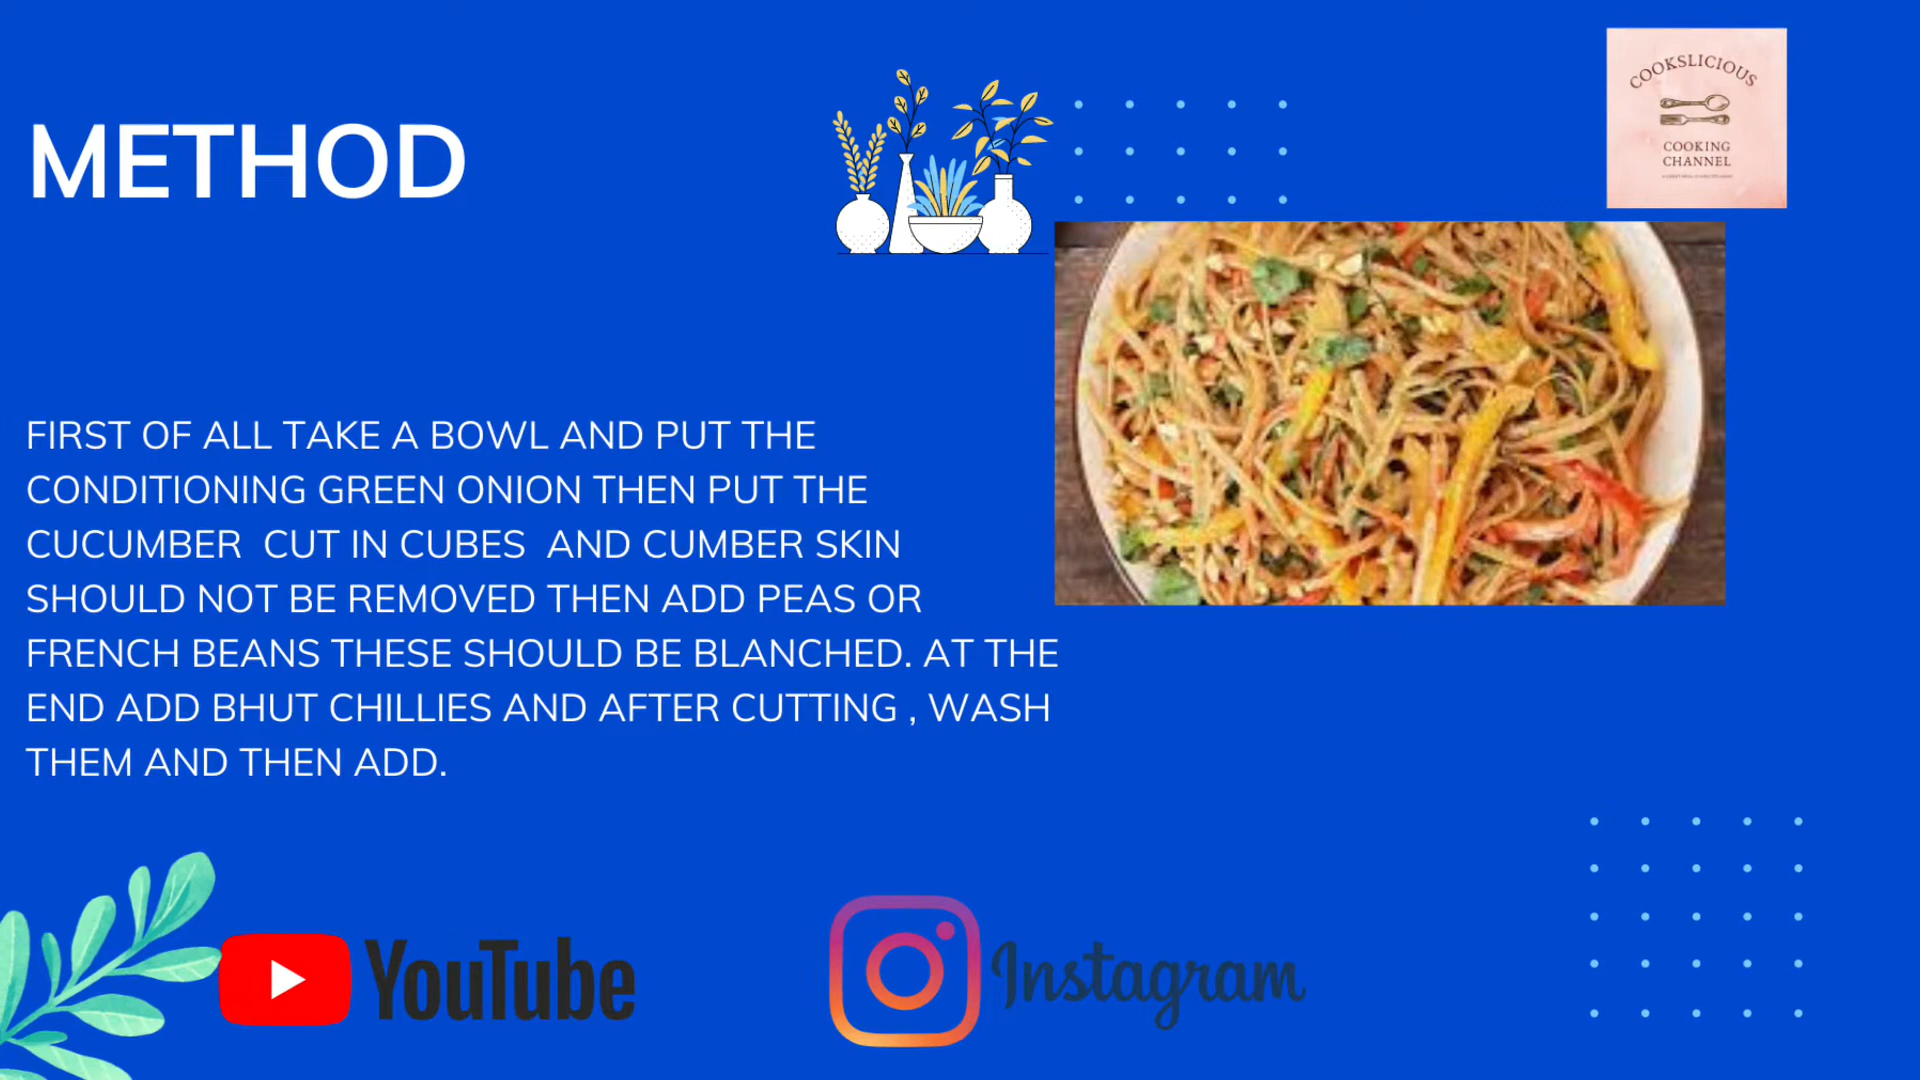 COOKSLICIOUS
COOKING
CHANNEL
METHOD
FIRST OF ALL TAKE A BOWL AND PUT THE
CONDITIONING GREEN ONION THEN PUT THE
CUCUMBER CUT IN CUBES AND CUMBER SKIN
SHOULD NOT BE REMOVED THEN ADD PEAS OR
FRENCH BEANS THESE SHOULD BE BLANCHED. AT THE
END ADD BHUT CHILLIES AND AFTER CUTTING , WASH
THEM AND THEN ADD.
YouTube
Instagram